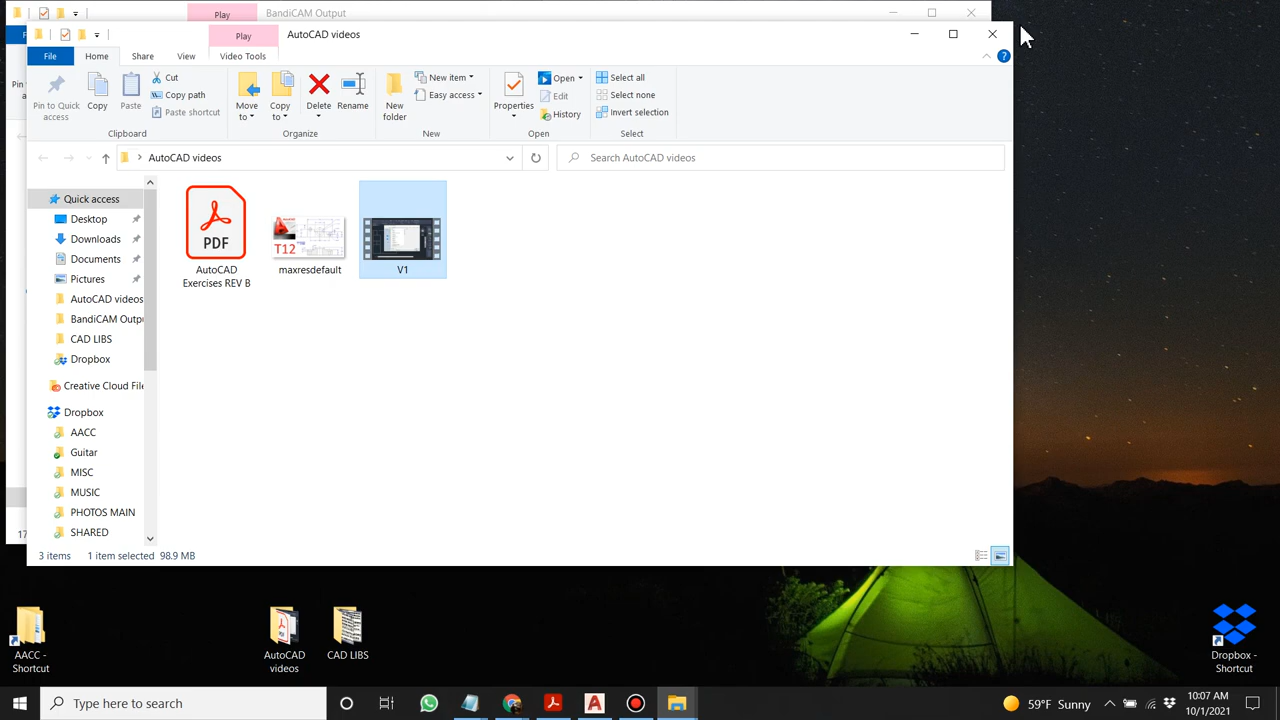 Play
BandiCAM Output
Play
AutoCAD videos
File
Home
Share
View
Video Tools
Pin to Quick access
Copy
Paste
Cut
Copy path
Paste shortcut
Clipboard
Move to
Copy to
Delete
Rename
Organize
New folder
New item
Easy access
New
Properties
Open
Edit
History
Open
Select all
Select none
Invert selection
Select
AutoCAD videos
Search AutoCAD videos
Quick access
Desktop
Downloads
Documents
Pictures
AutoCAD videos
BandiCAM Outp
CAD LIBS
Dropbox
Creative Cloud File
Dropbox
AACC
Guitar
MISC
MUSIC
PHOTOS MAIN
SHARED
PDF
AutoCAD
Exercises REV B
T12
maxresdefault
V1
17
3 items
1 item selected 98.9 MB
AACC -
Shortcut
AutoCAD
videos
CAD LIBS
Dropbox -
Shortcut
Type here to search
59°F Sunny
10:07 AM
10/1/2021